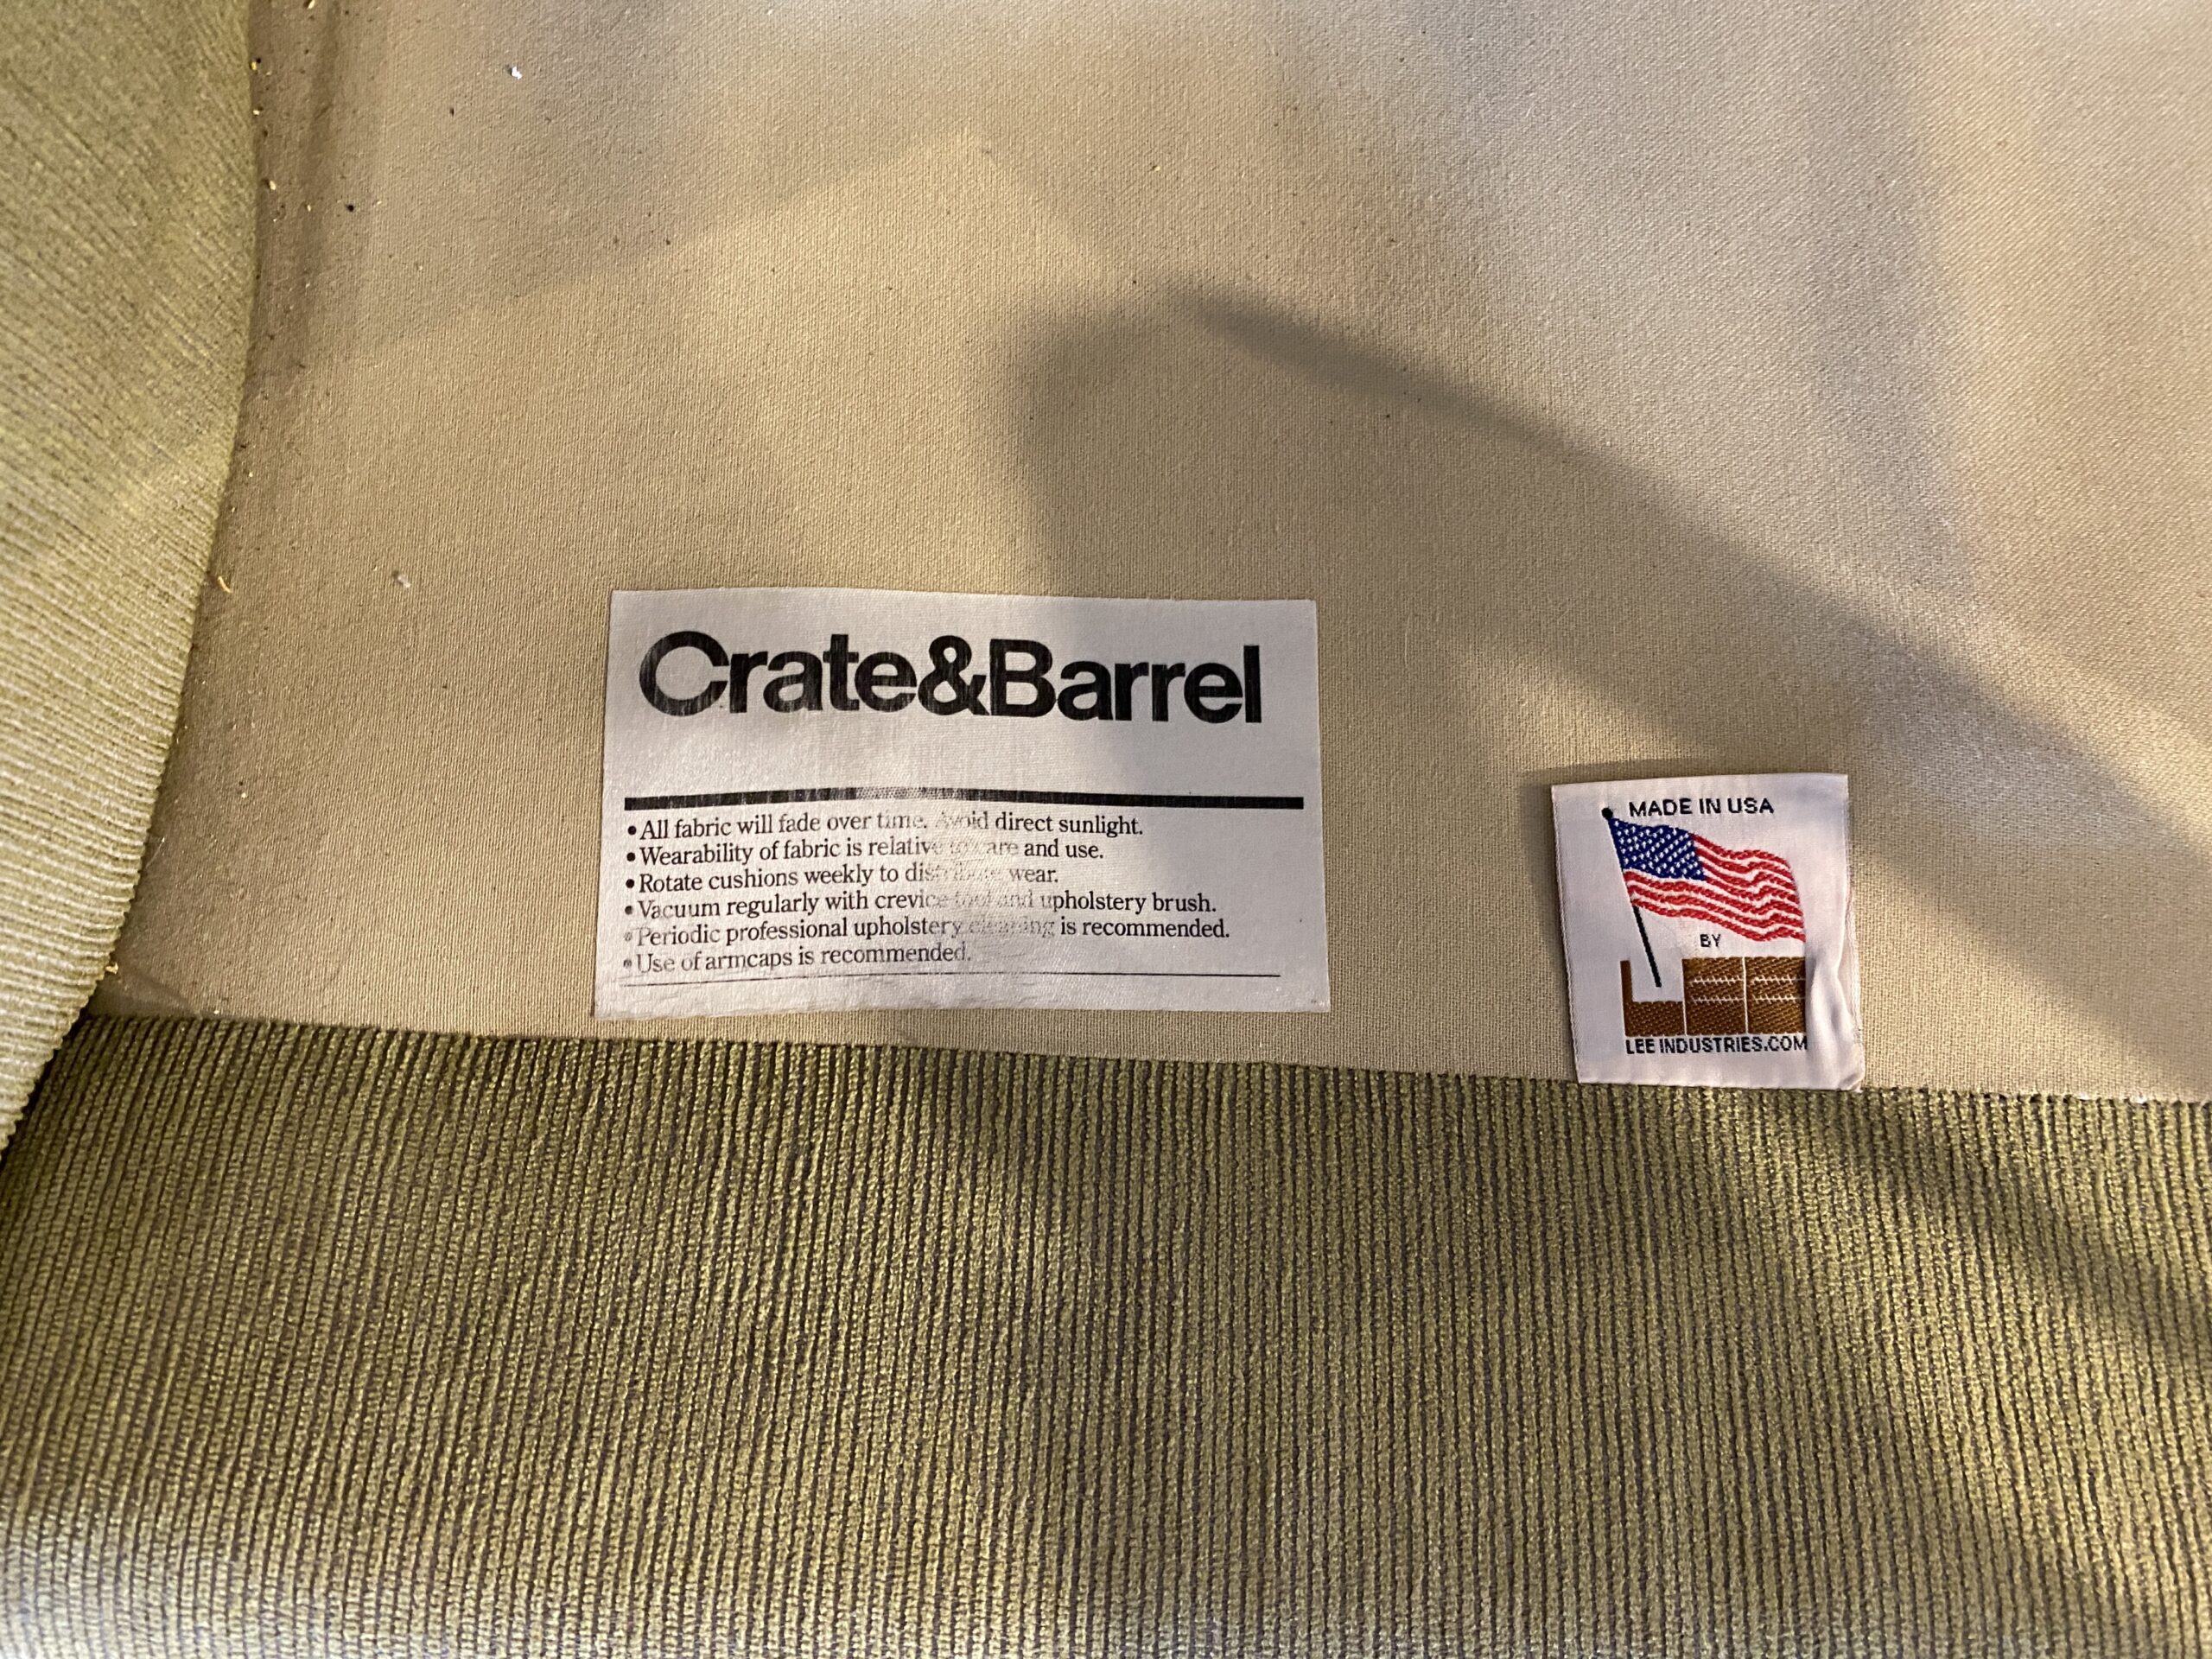 Crate&Barrel
• All fabric will fade over time. Avoid direct sunlight.
• Wearability of fabric is relative to care and use.
• Rotate cushions weekly to distribute wear.
• Vacuum regularly with crevice tool and upholstery brush.
• Periodic professional upholstery cleaning is recommended.
• Use of armcaps is recommended.
MADE IN USA
BY
LEE
LEE INDUSTRIES.COM